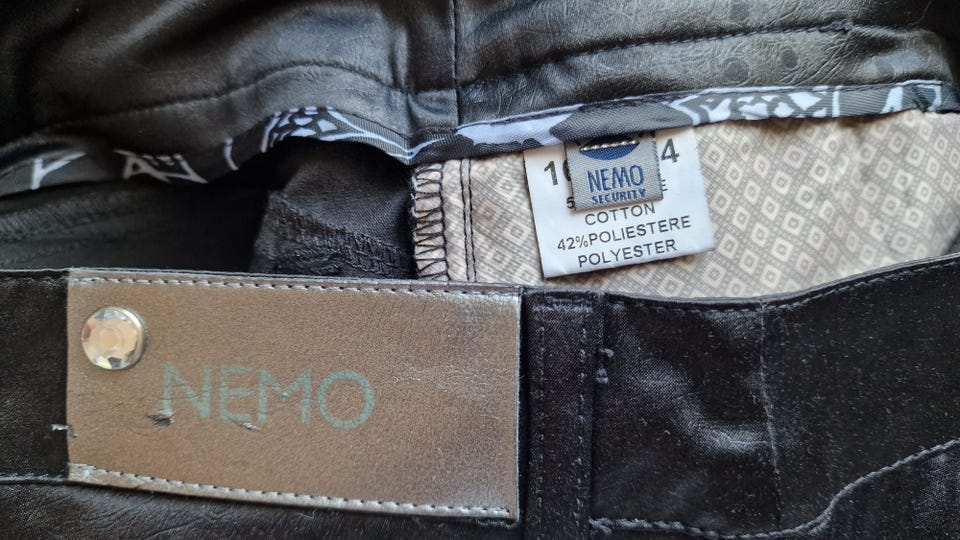 NEMO
SECURITY
COTTON
42%POLIESTERE
POLYESTER
NEMO